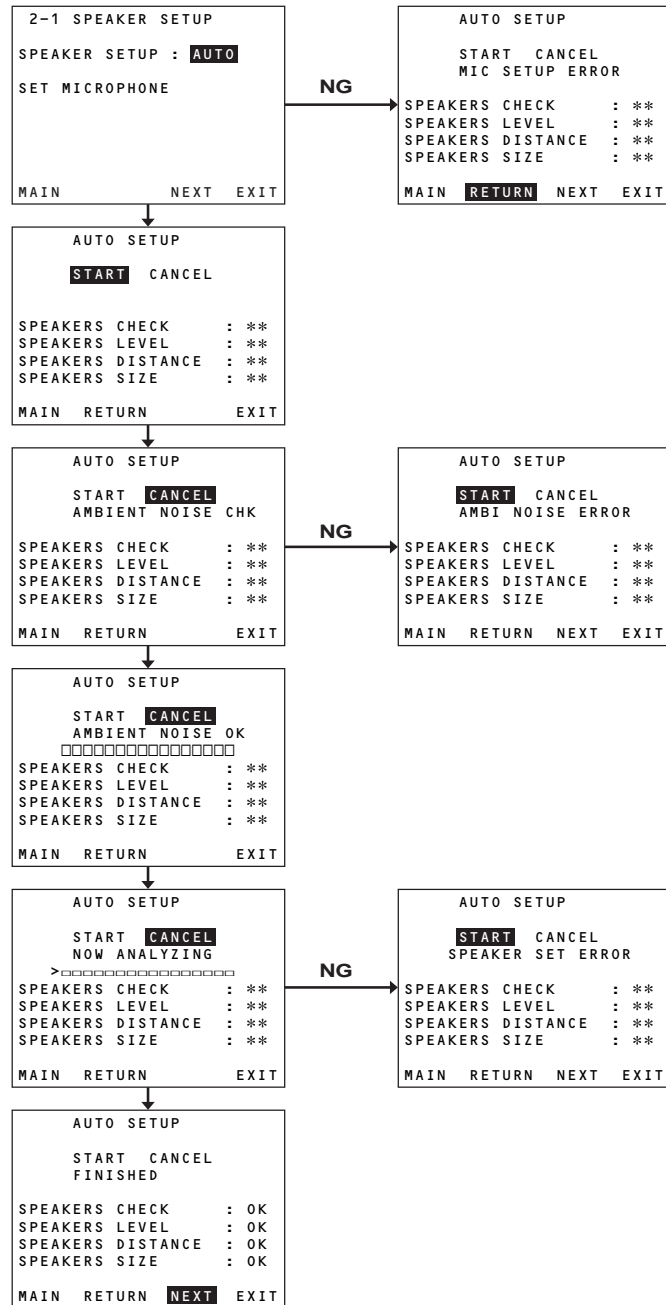 2-1 SPEAKER SETUP
SPEAKER SETUP : AUTO
SET MICROPHONE
MAIN NEXT EXIT
NG
AUTO SETUP
START CANCEL
MIC SETUP ERROR
SPEAKERS CHECK : **
SPEAKERS LEVEL : **
SPEAKERS DISTANCE : **
SPEAKERS SIZE : **
MAIN RETURN NEXT EXIT
AUTO SETUP
START CANCEL
SPEAKERS CHECK : **
SPEAKERS LEVEL : **
SPEAKERS DISTANCE : **
SPEAKERS SIZE : **
MAIN RETURN EXIT
AUTO SETUP
START CANCEL
AMBIENT NOISE CHK
SPEAKERS CHECK : **
SPEAKERS LEVEL : **
SPEAKERS DISTANCE : **
SPEAKERS SIZE : **
MAIN RETURN EXIT
NG
AUTO SETUP
START CANCEL
AMBI NOISE ERROR
SPEAKERS CHECK : **
SPEAKERS LEVEL : **
SPEAKERS DISTANCE : **
SPEAKERS SIZE : **
MAIN RETURN NEXT EXIT
AUTO SETUP
START CANCEL
AMBIENT NOISE OK
□□□□□□□□□□□□□□□□
SPEAKERS CHECK : **
SPEAKERS LEVEL : **
SPEAKERS DISTANCE : **
SPEAKERS SIZE : **
MAIN RETURN EXIT
AUTO SETUP
START CANCEL
NOW ANALYZING
>□□□□□□□□□□□□□□□□
SPEAKERS CHECK : **
SPEAKERS LEVEL : **
SPEAKERS DISTANCE : **
SPEAKERS SIZE : **
MAIN RETURN EXIT
NG
AUTO SETUP
START CANCEL
SPEAKER SET ERROR
SPEAKERS CHECK : **
SPEAKERS LEVEL : **
SPEAKERS DISTANCE : **
SPEAKERS SIZE : **
MAIN RETURN NEXT EXIT
AUTO SETUP
START CANCEL
FINISHED
SPEAKERS CHECK : OK
SPEAKERS LEVEL : OK
SPEAKERS DISTANCE : OK
SPEAKERS SIZE : OK
MAIN RETURN NEXT EXIT